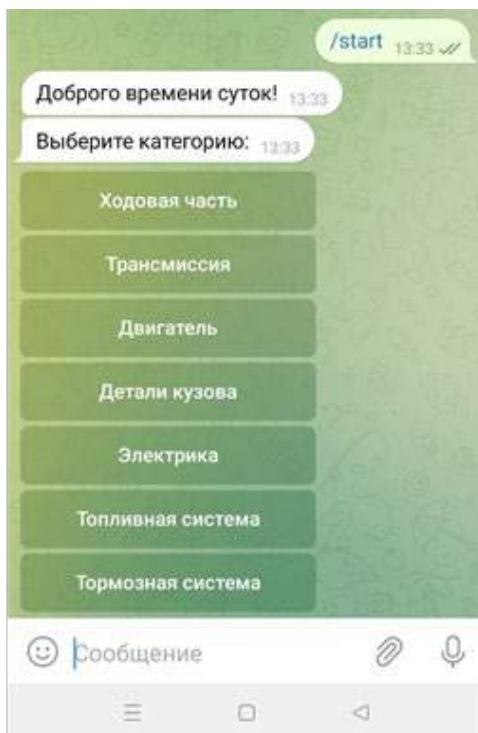 /start 13:33
Доброго времени суток! 13:33
Выберите категорию: 13:33
Ходовая часть
Трансмиссия
Двигатель
Детали кузова
Электрика
Топливная система
Тормозная система
Сообщение